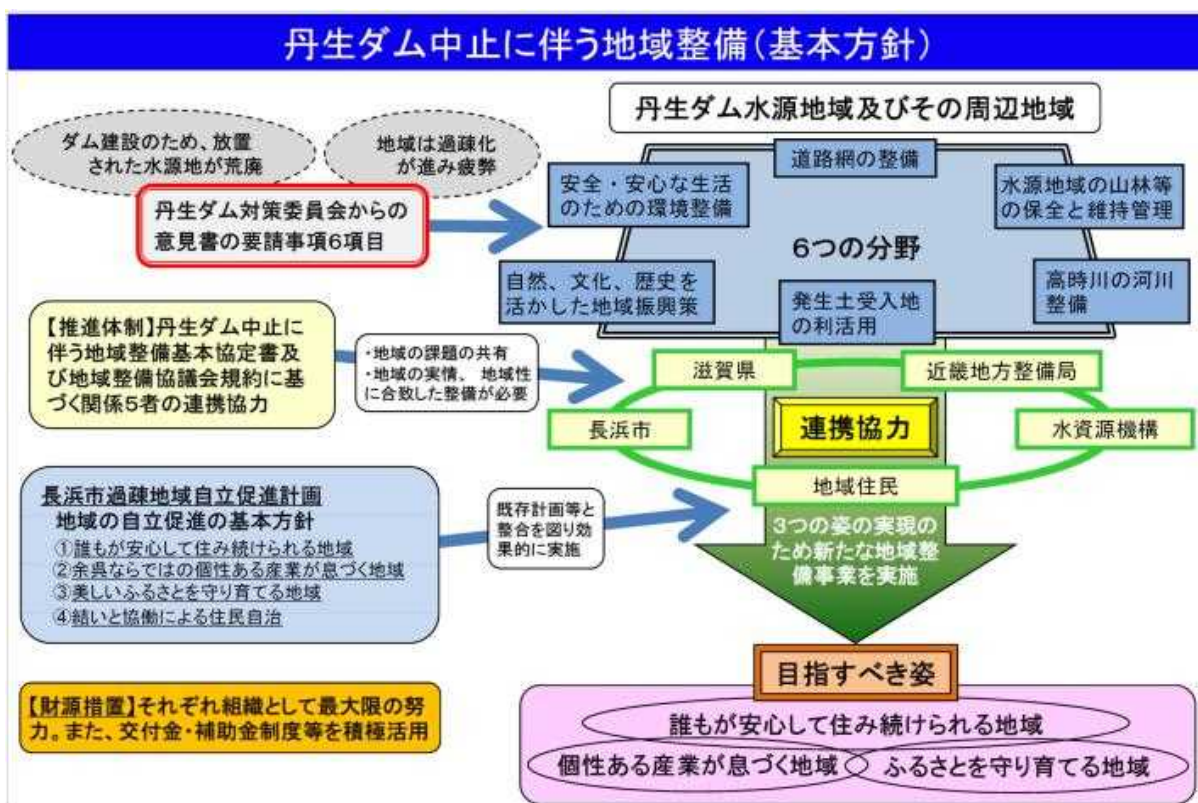 丹生ダム中止に伴う地域整備(基本方針)
ダム建設のため、放置
された水源地が荒廃
地域は過疎化
が進み疲弊
丹生ダム対策委員会からの
意見書の要請事項6項目
丹生ダム水源地域及びその周辺地域
道路網の整備
安全・安心な生活
のための環境整備
水源地域の山林等
の保全と維持管理
6つの分野
自然、文化、歴史を
活かした地域振興策
発生土受入地
の利活用
高時川の河川
整備
【推進体制】丹生ダム中止に
伴う地域整備基本協定書及
び地域整備協議会規約に基
づく関係5者の連携協力
・地域の課題の共有
・地域の実情、 地域性
に合致した整備が必要
滋賀県
近畿地方整備局
長浜市
連携協力
水資源機構
地域住民
長浜市過疎地域自立促進計画
地域の自立促進の基本方針
①誰もが安心して住み続けられる地域
②余呉ならではの個性ある産業が息づく地域
③美しいふるさとを守り育てる地域
④結いと協働による住民自治
既存計画等と
整合を図り効
果的に実施
3つの姿の実現の
ため新たな地域整
備事業を実施
【財源措置】それぞれ組織として最大限の努
力。また、交付金・補助金制度等を積極活用
目指すべき姿
誰もが安心して住み続けられる地域
個性ある産業が息づく地域
ふるさとを守り育てる地域